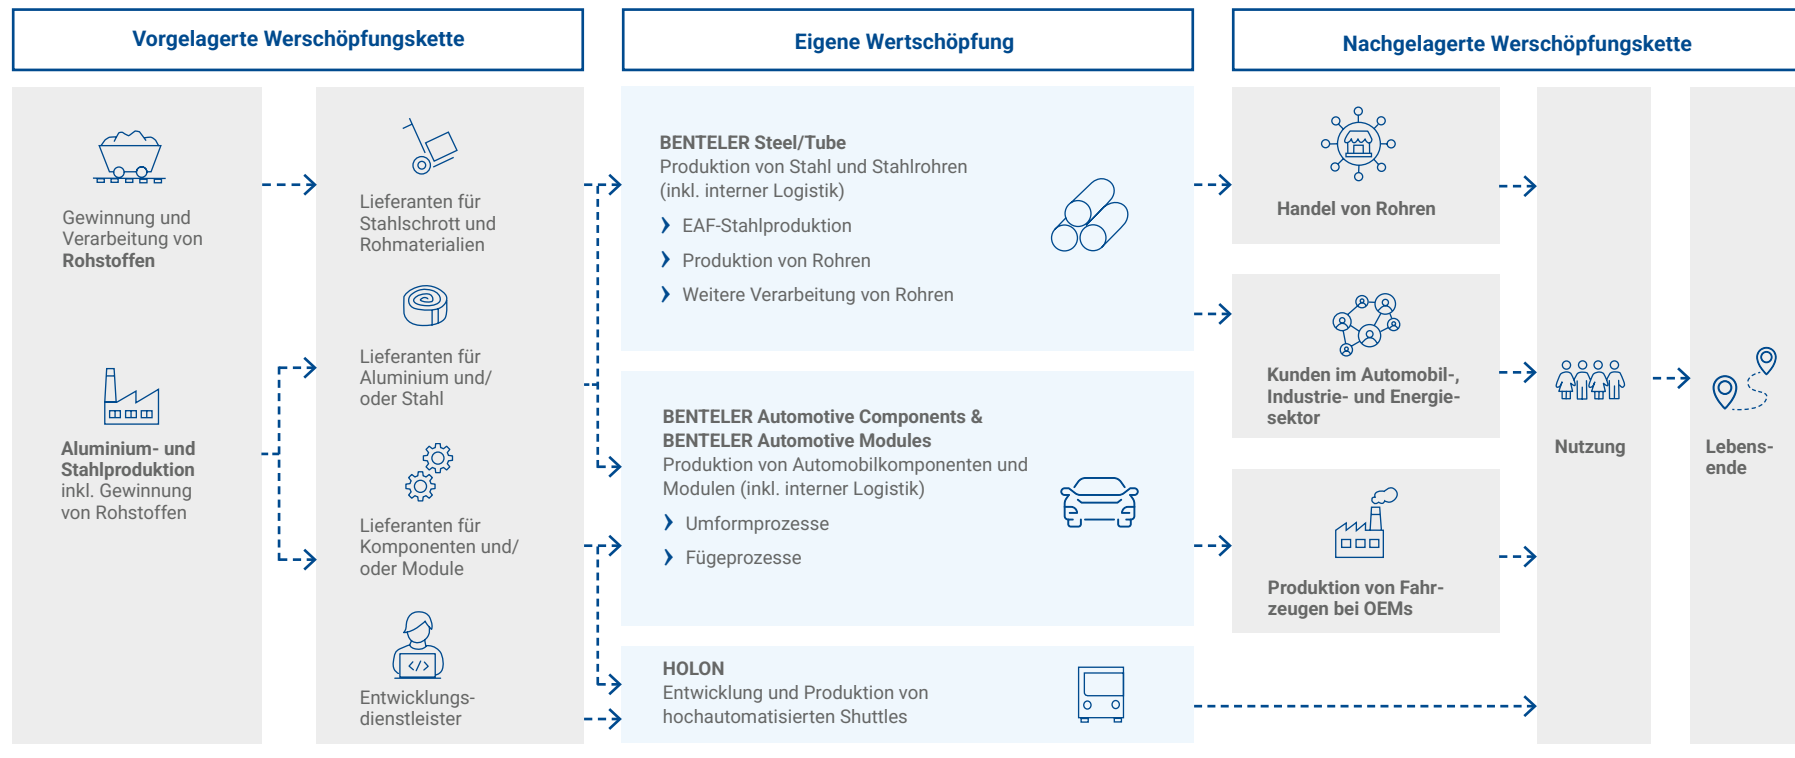 Vorgelagerte Werschöpfungskette
Eigene Wertschöpfung
Nachgelagerte Werschöpfungskette
Gewinnung und
Verarbeitung von
Rohstoffen
Aluminium- und
Stahlproduktion
inkl. Gewinnung
von Rohstoffen
Lieferanten für
Stahlschrott und
Rohmaterialien
Lieferanten für
Aluminium und/
oder Stahl
Lieferanten für
Komponenten und/
oder Module
</>
Entwicklungs-
dienstleister
BENTELER Steel/Tube
Produktion von Stahl und Stahlrohren
(inkl. interner Logistik)
EAF-Stahlproduktion
Produktion von Rohren
Weitere Verarbeitung von Rohren
BENTELER Automotive Components &
BENTELER Automotive Modules
Produktion von Automobilkomponenten und
Modulen (inkl. interner Logistik)
Umformprozesse
Fügeprozesse
HOLON
Entwicklung und Produktion von
hochautomatisierten Shuttles
Handel von Rohren
Kunden im Automobil-,
Industrie- und Energie-
sektor
Produktion von Fahr-
zeugen bei OEMs
Nutzung
Lebens-
ende